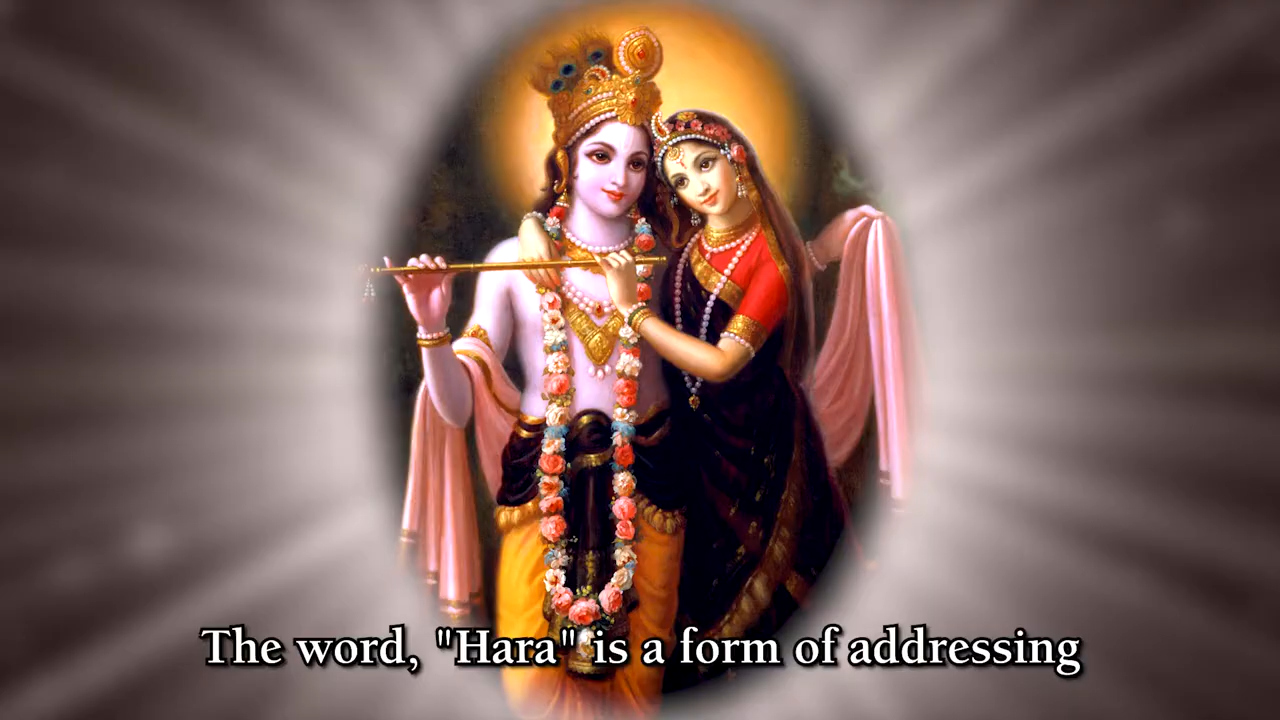 The word, "Hara" is a form of addressing